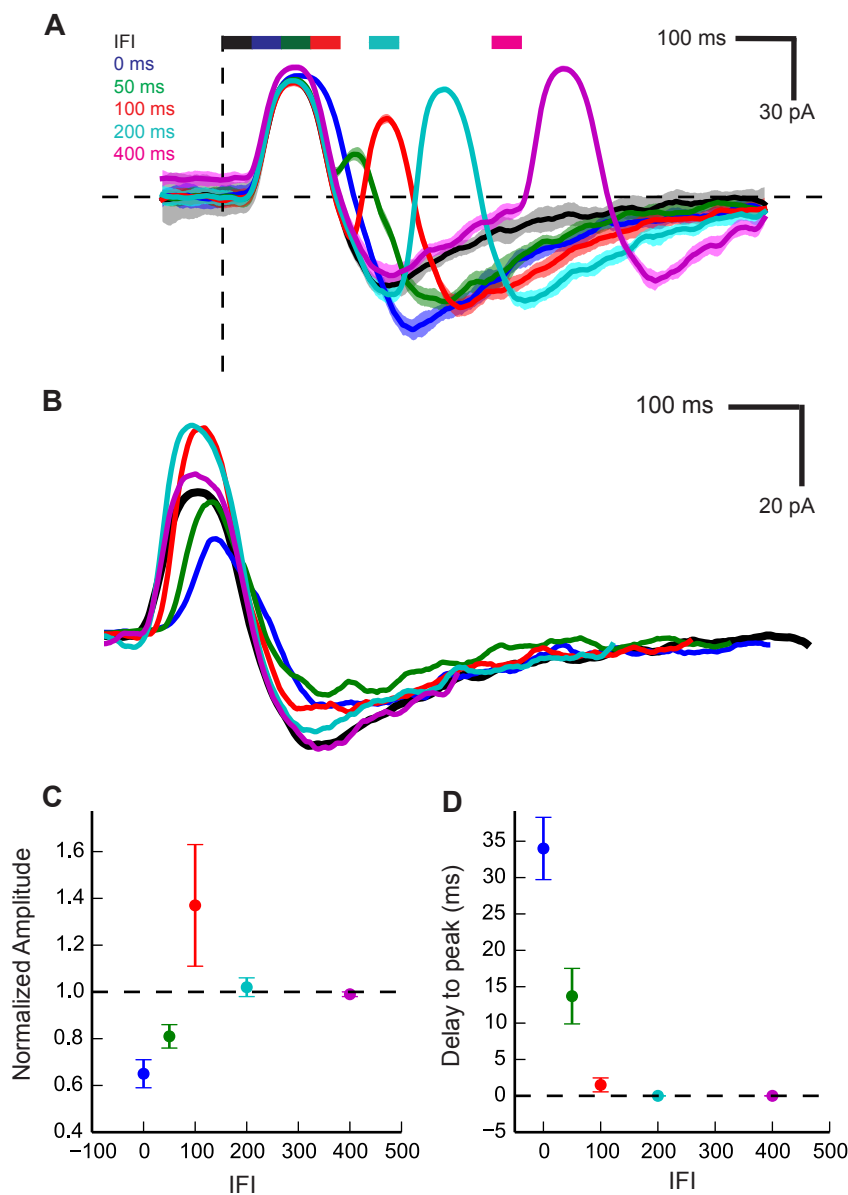 A
IFI
0 ms
50 ms
100 ms
200 ms
400 ms
100 ms
30 pA
B
100 ms
20 pA
C
Normalized Amplitude
1.6
1.4
1.2
1.0
0.8
0.6
0.4
−100 0 100 200 300 400 500
IFI
D
Delay to peak (ms)
35
30
25
20
15
10
5
0
−5
0 100 200 300 400 500
IFI